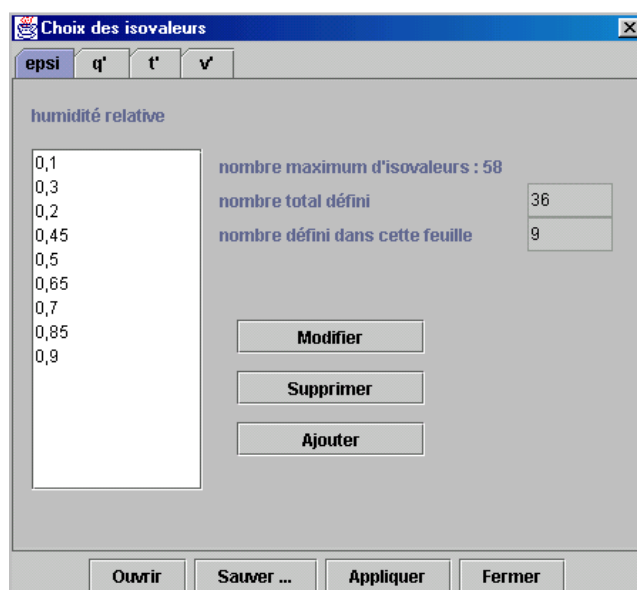 Choix des isovaleurs
epsi q' t' v'
humidité relative
0,1
0,3
0,2
0,45
0,5
0,65
0,7
0,85
0,9
nombre maximum d'isovaleurs : 58
nombre total défini 36
nombre défini dans cette feuille 9
Modifier
Supprimer
Ajouter
Ouvrir Sauver ... Appliquer Fermer